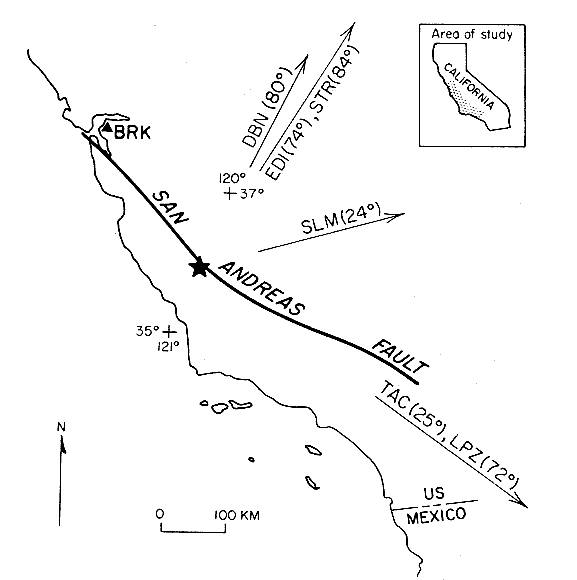 Area of study
CALIFORNIA
DBN (80°)
EDI(74°), STR(84°)
▲BRK
120°
+37°
SAN
SLM(24°)
ANDREAS
35°+
121°
FAULT
TAC(25°), LPZ(72°)
N
US
MEXICO
0 100 KM